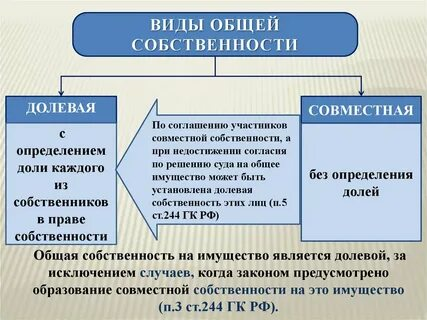 ВИДЫ ОБЩЕЙ
СОБСТВЕННОСТИ
ДОЛЕВАЯ
с
определением
доли каждого
из
собственников
в праве
собственности
По соглашению участников
совместной собственности, а
при недостижении согласия
по решению суда на общее
имущество может быть
установлена долевая
собственность этих лиц (п.5
ст.244 ГК РФ)
СОВМЕСТНАЯ
без определения
долей
Общая собственность на имущество является долевой, за
исключением случаев, когда законом предусмотрено
образование совместной собственности на это имущество
(п.3 ст.244 ГК РФ).